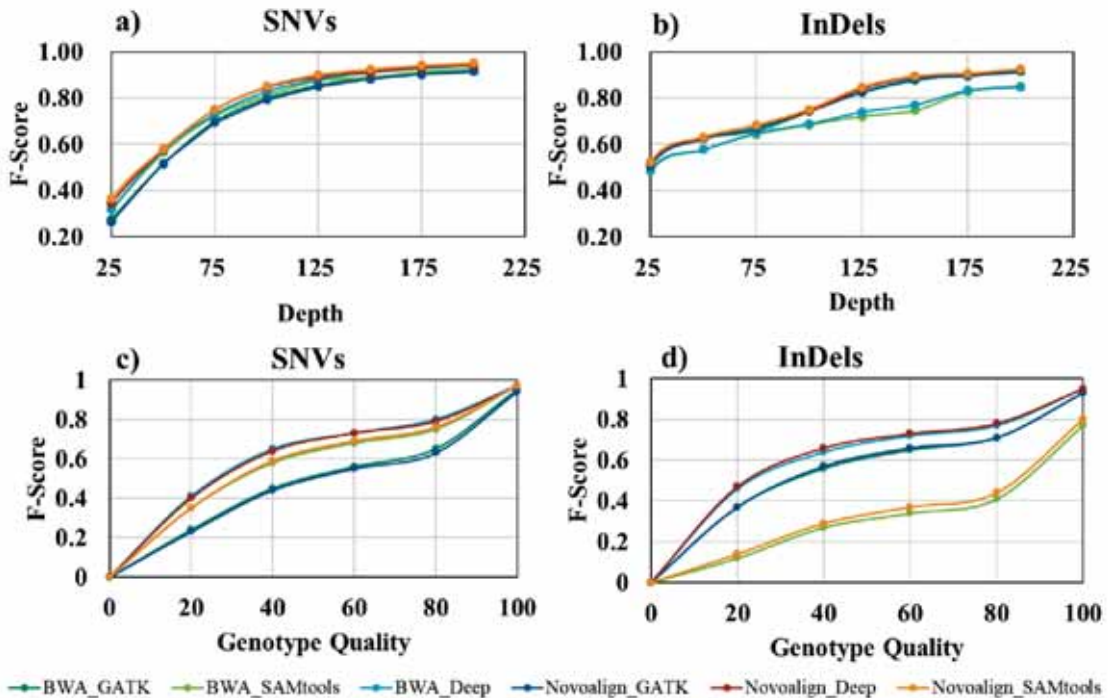 a) SNVs
1.00
0.80
0.60
0.40
0.20
F-Score
25 75 125 175 225
Depth
b) InDels
1.00
0.80
0.60
0.40
0.20
F-Score
25 75 125 175 225
Depth
c) SNVs
1
0.8
0.6
0.4
0.2
0
F-Score
0 20 40 60 80 100
Genotype Quality
d) InDels
1
0.8
0.6
0.4
0.2
0
F-Score
0 20 40 60 80 100
Genotype Quality
BWA_GATK BWA_SAMtools BWA_Deep Novoalign_GATK Novoalign_Deep Novoalign_SAMtools